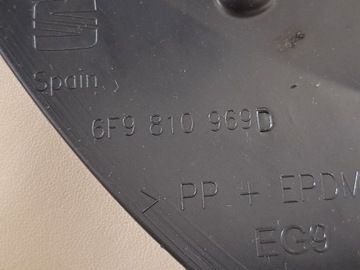 Spain
6F9 810 969D
> PP + EPDM
EG9